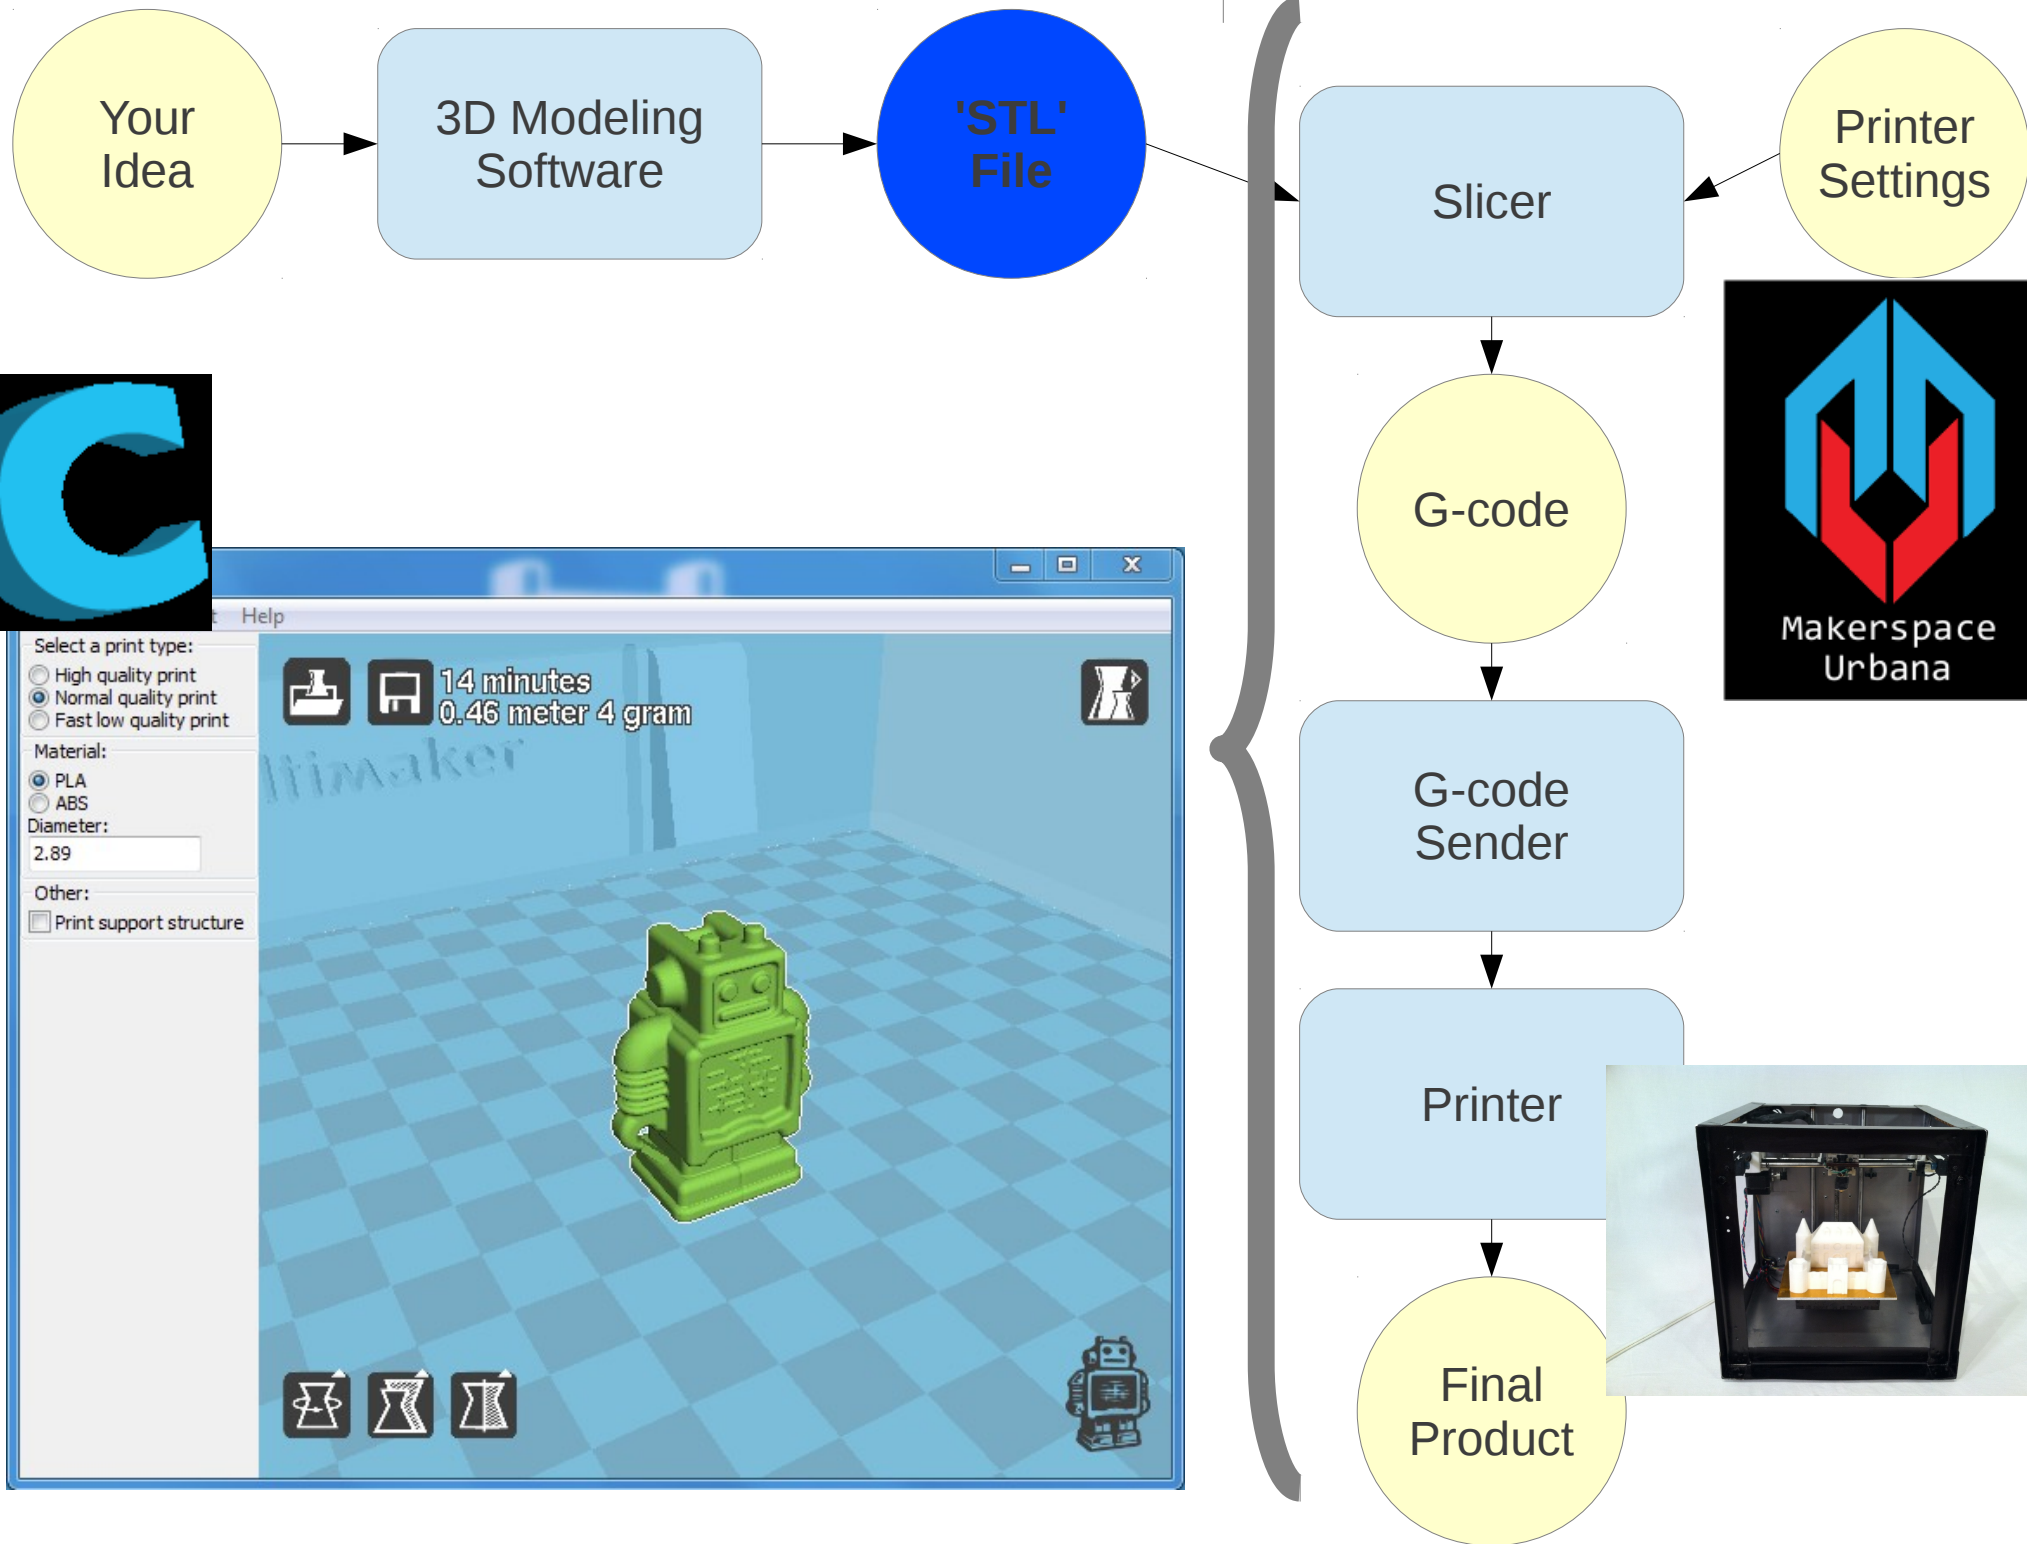 Your
Idea
3D Modeling
Software
'STL'
File
Slicer
Printer
Settings
G-code
Makerspace
Urbana
G-code
Sender
Printer
Final
Product
Help
Select a print type:
High quality print
Normal quality print
Fast low quality print
Material:
PLA
ABS
Diameter:
2.89
Other:
Print support structure
14 minutes
0.46 meter 4 gram
ltimaker